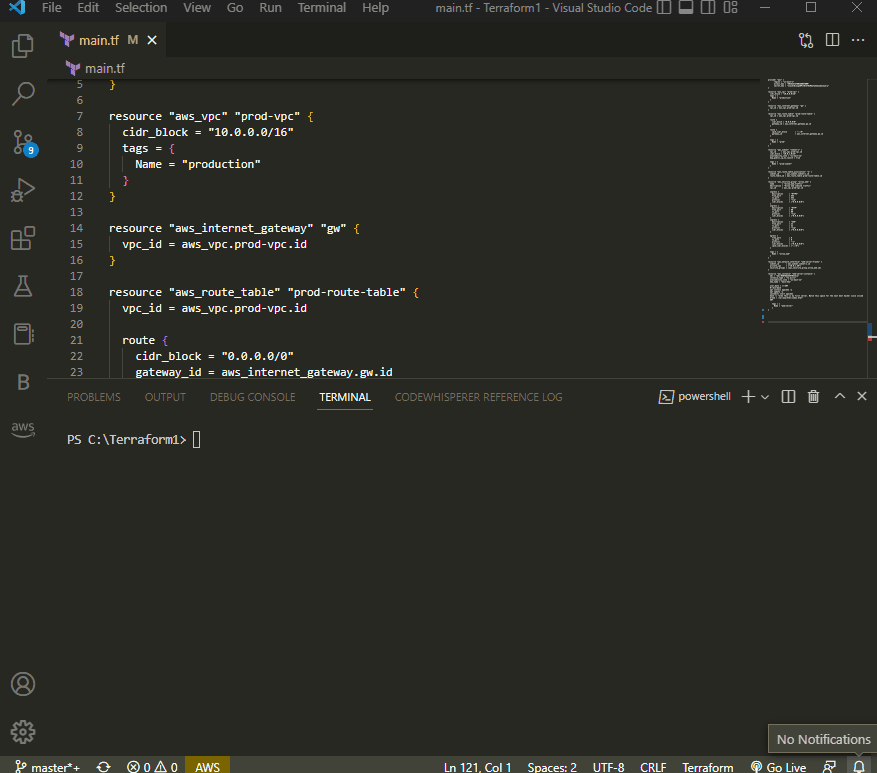 File Edit Selection View Go Run Terminal Help main.tf - Terraform1 - Visual Studio Code
main.tf M
main.tf
5 }
6
7 resource "aws_vpc" "prod-vpc" {
8 cidr_block = "10.0.0.0/16"
9 tags = {
10 Name = "production"
11 }
12 }
13
14 resource "aws_internet_gateway" "gw" {
15 vpc_id = aws_vpc.prod-vpc.id
16 }
17
18 resource "aws_route_table" "prod-route-table" {
19 vpc_id = aws_vpc.prod-vpc.id
20
21 route {
22 cidr_block = "0.0.0.0/0"
23 gateway_id = aws_internet_gateway.gw.id
9
B
aws
PROBLEMS OUTPUT DEBUG CONSOLE TERMINAL CODEWHISPERER REFERENCE LOG powershell
PS C:\Terraform1>
No Notifications
master*+ 0 0 AWS Ln 121, Col 1 Spaces: 2 UTF-8 CRLF Terraform Go Live